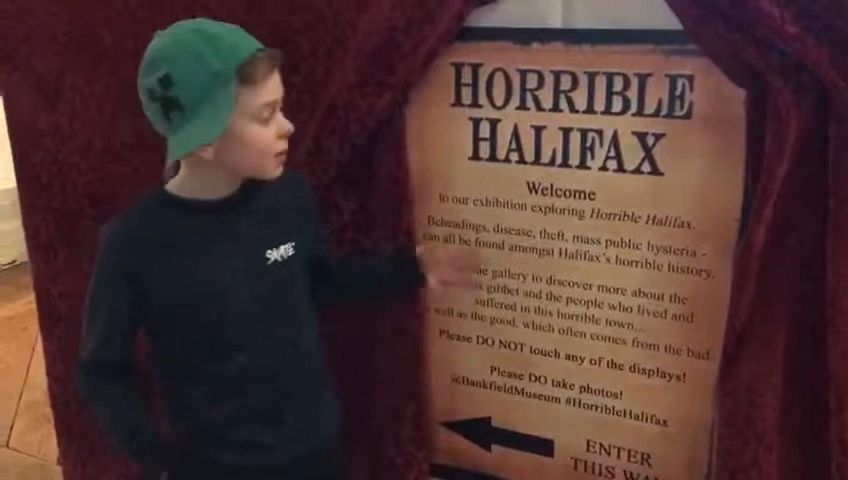 HORRIBLE
HALIFAX
Welcome
to our exhibition exploring Horrible Halifax.
Beheadings, disease, theft, mass public hysteria -
can all be found amongst Halifax's horrible history.
gallery to discover more about the
gibbet and the people who lived and
suffered in this horrible town...
well as the good, which often comes from the bad.
Please DO NOT touch any of the displays!
Please DO take photos!
@BankfieldMuseum #HorribleHalifax
ENTER
THIS WAY